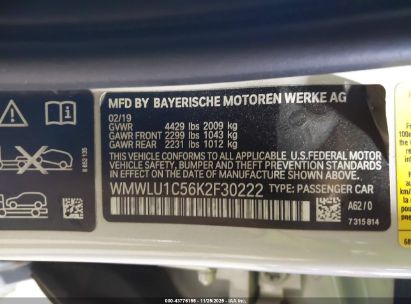 MFD BY BAYERISCHE MOTOREN WERKE AG
02/19
GVWR 4429 lbs 2009 kg
GAWR FRONT 2299 lbs 1043 kg
GAWR REAR 2231 lbs 1012 kg
THIS VEHICLE CONFORMS TO ALL APPLICABLE U.S.FEDERAL MOTOR
VEHICLE SAFETY, BUMPER AND THEFT PREVENTION STANDARDS
IN EFFECT ON THE DATE OF MANUFACTURE SHOWN ABOVE.
WMWLU1C56K2F30222 TYPE: PASSENGER CAR
A62 / 0
7 315 814
8 852 135